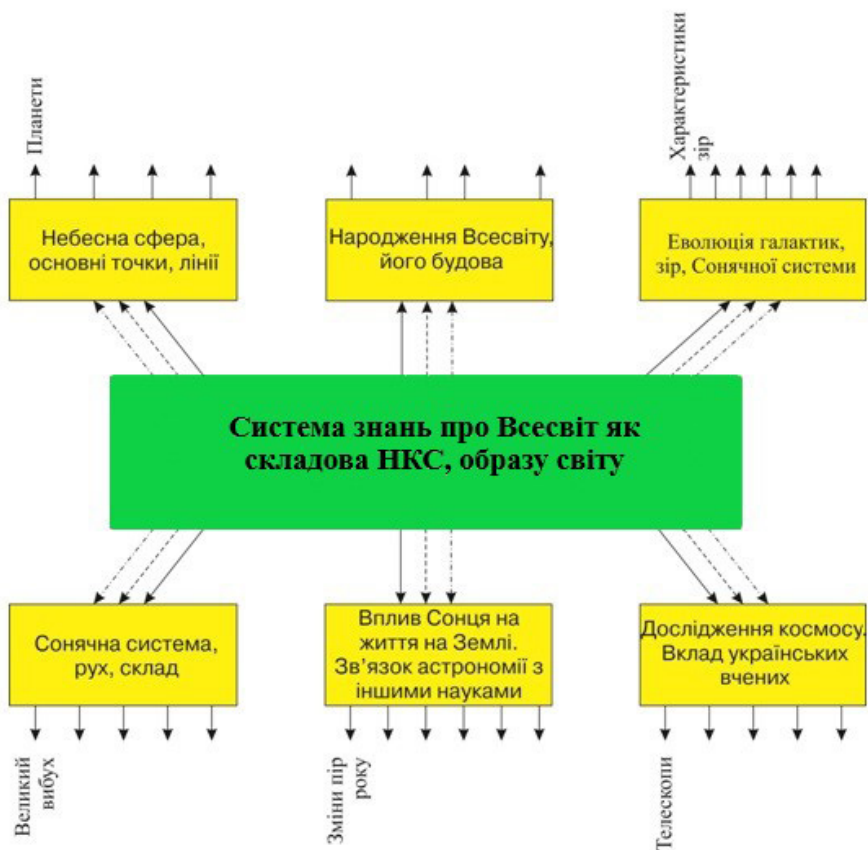 Планети
Характеристики
зір
Небесна сфера,
основні точки, лінії
Народження Всесвіту,
його будова
Еволюція галактик,
зір, Сонячної системи
Система знань про Всесвіт як
складова НКС, образу світу
Сонячна система,
рух, склад
Вплив Сонця на
життя на Землі.
Зв’язок астрономії з
іншими науками
Дослідження космосу.
Вклад українських
вчених
Великий
вибух
Зміни пір
року
Телескопи